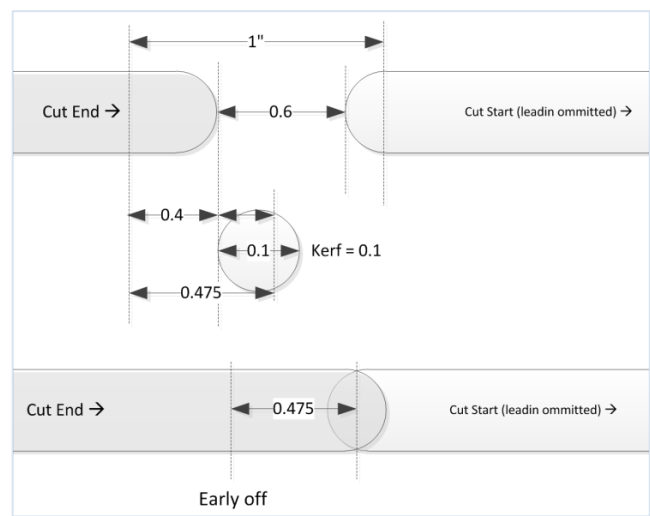 1"
Cut End →
0.6
Cut Start (leadin ommitted) →
0.4
0.1
Kerf = 0.1
0.475
Cut End →
0.475
Cut Start (leadin ommitted) →
Early off